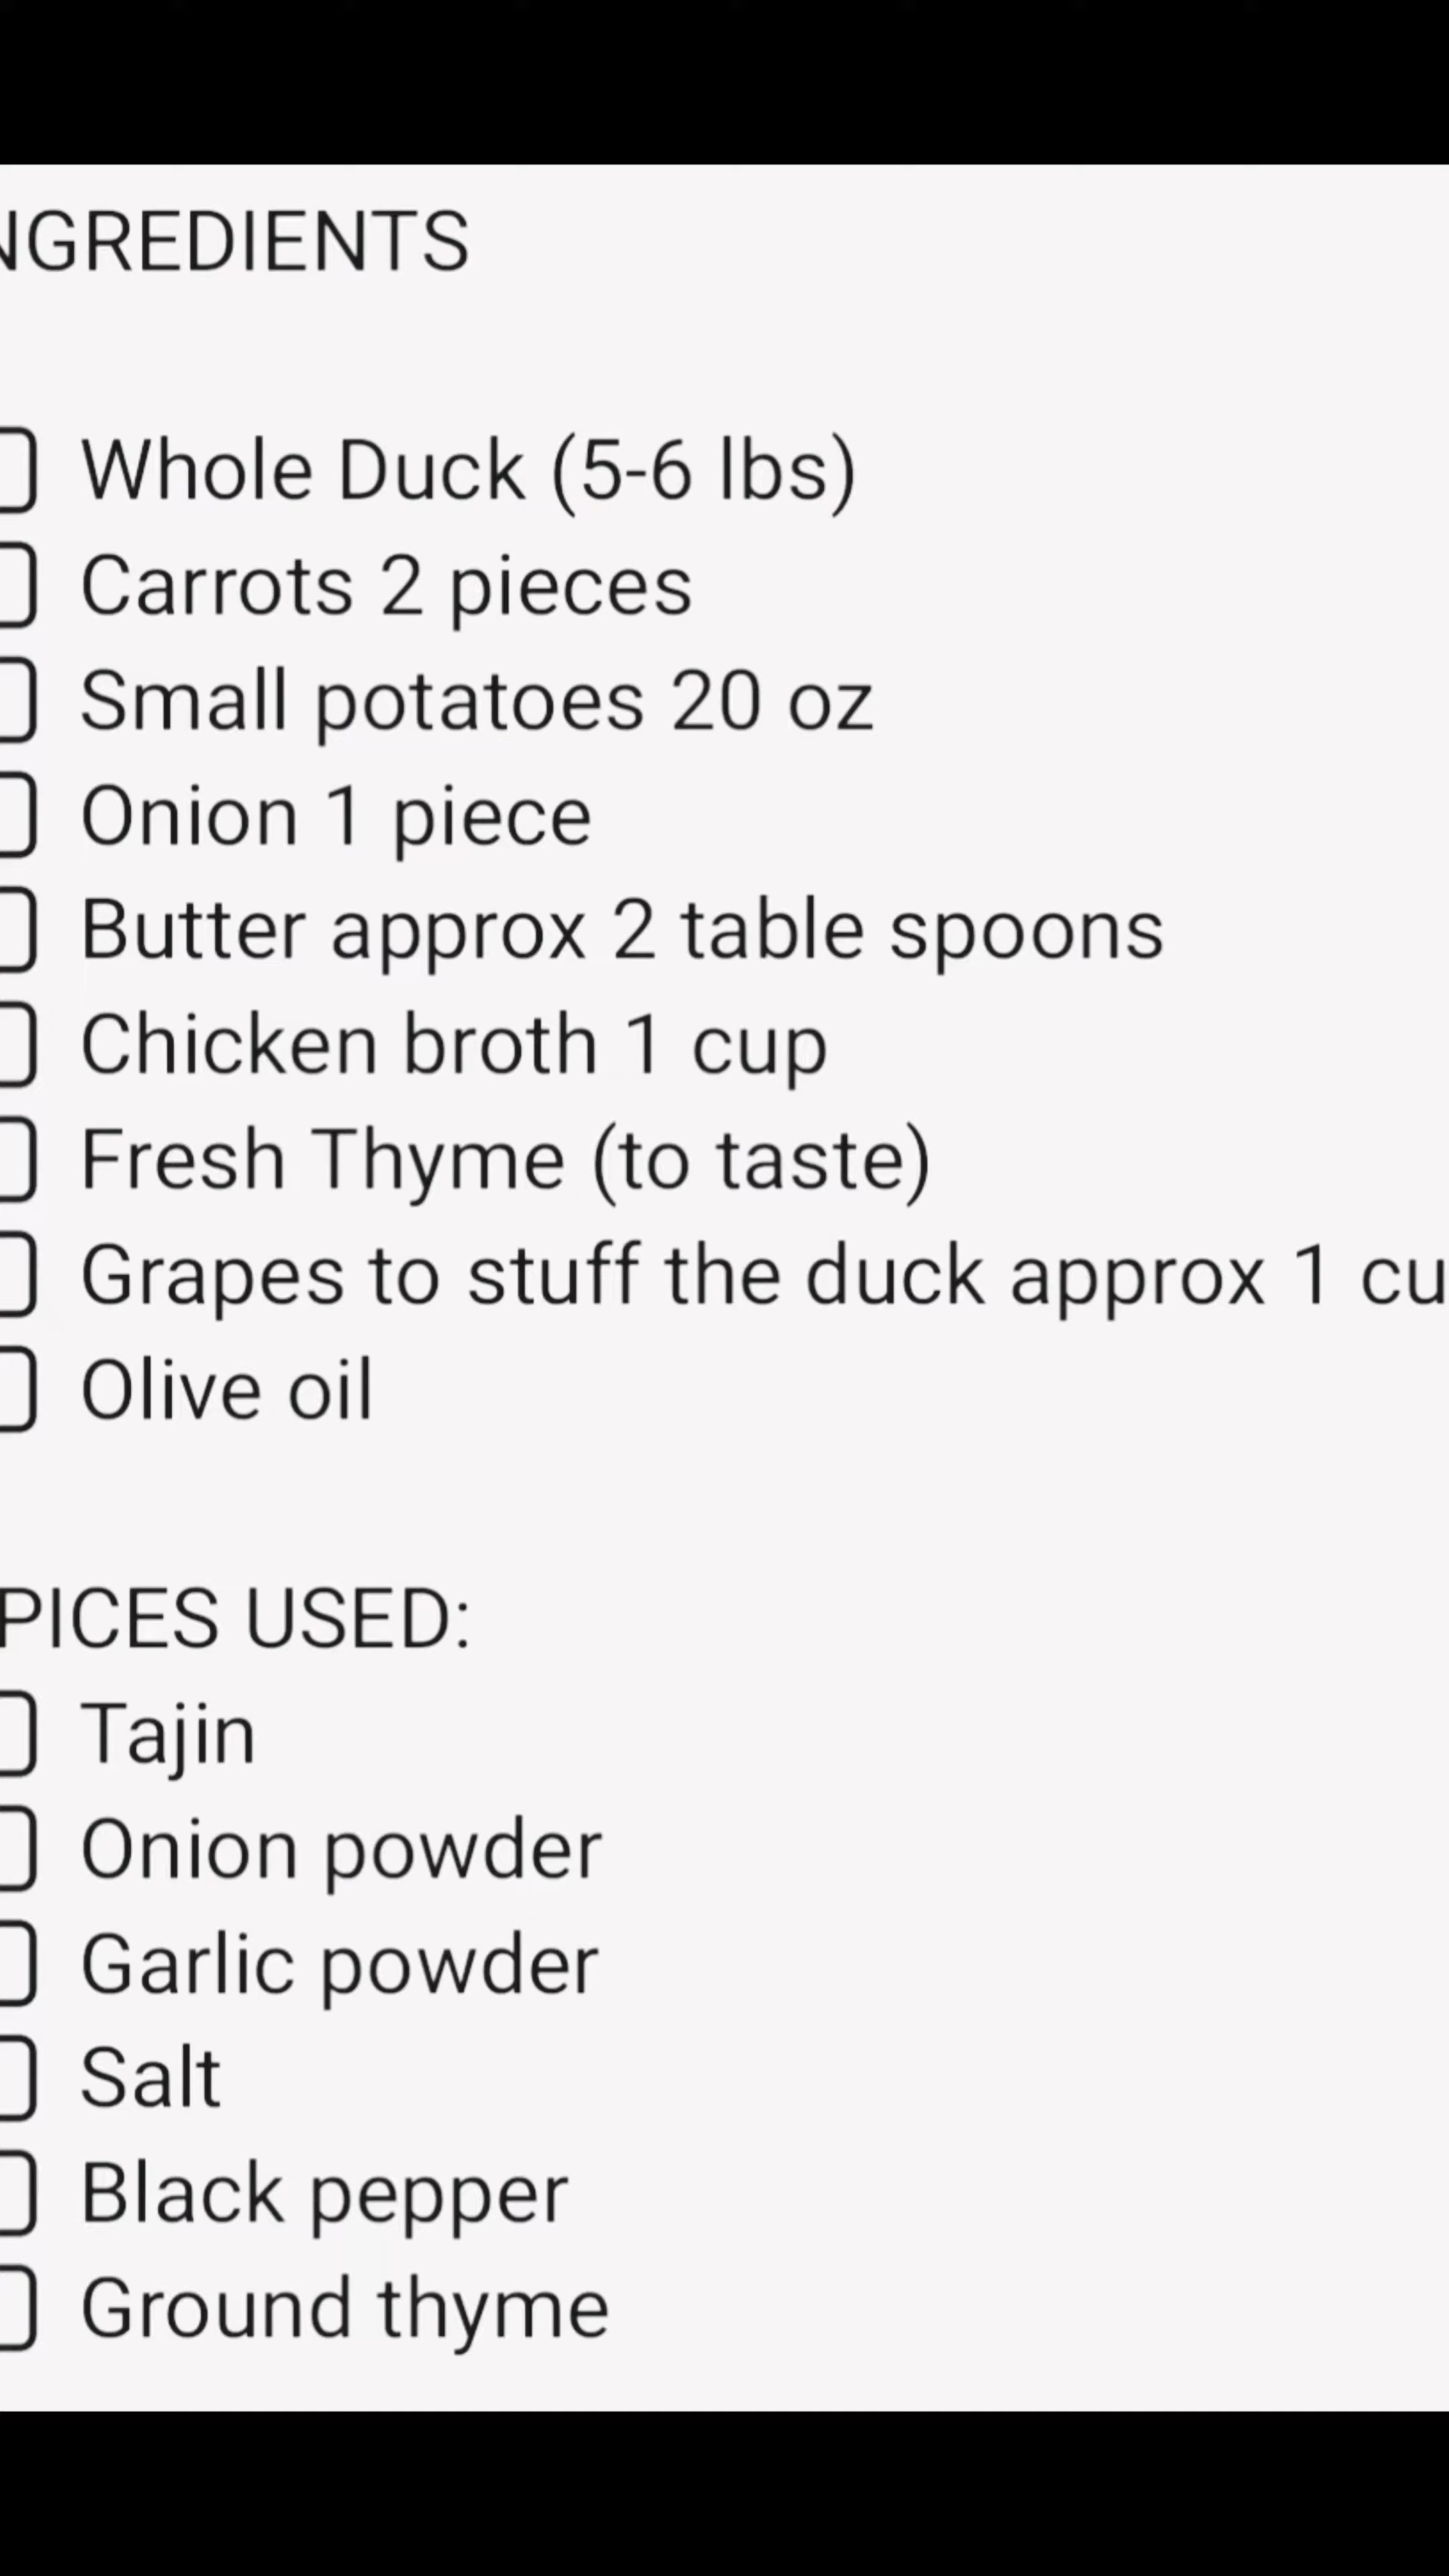 NGREDIENTS
Whole Duck (5-6 lbs)
Carrots 2 pieces
Small potatoes 20 oz
Onion 1 piece
Butter approx 2 table spoons
Chicken broth 1 cup
Fresh Thyme (to taste)
Grapes to stuff the duck approx 1 cu
Olive oil
PICES USED:
Tajin
Onion powder
Garlic powder
Salt
Black pepper
Ground thyme